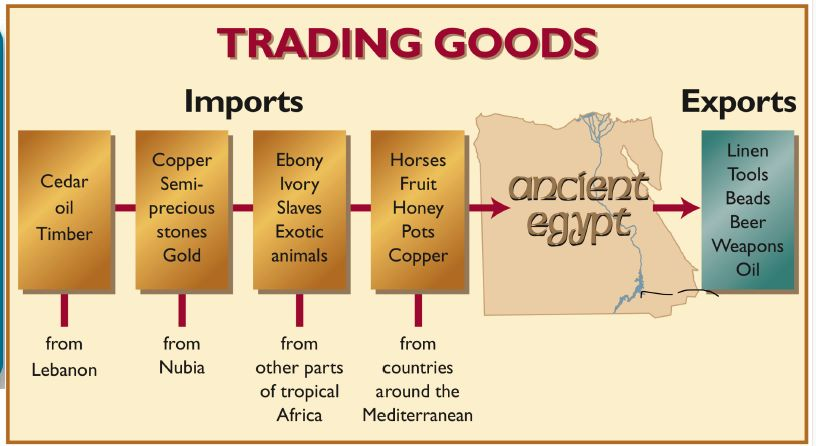 TRADING GOODS
Imports
Cedar
oil
Timber
from
Lebanon
Copper
Semi-
precious
stones
Gold
from
Nubia
Ebony
Ivory
Slaves
Exotic
animals
from
other parts
of tropical
Africa
Horses
Fruit
Honey
Pots
Copper
from
countries
around the
Mediterranean
ancient
egypt
Exports
Linen
Tools
Beads
Beer
Weapons
Oil